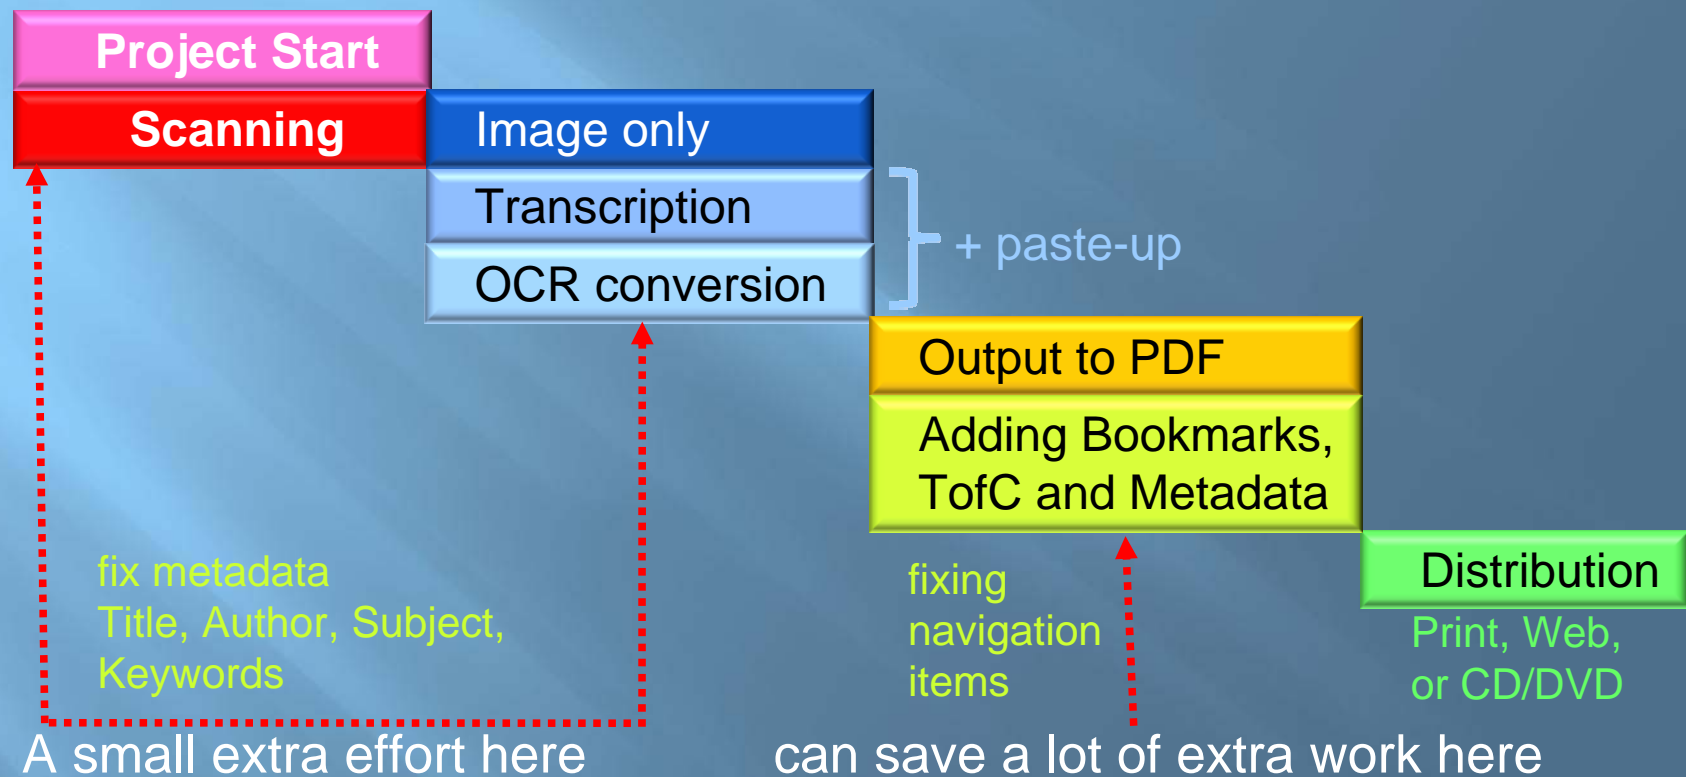 Project Start
Scanning
Image only
Transcription
OCR conversion
+ paste-up
Output to PDF
Adding Bookmarks,
TofC and Metadata
Distribution
Print, Web,
or CD/DVD
fix metadata
Title, Author, Subject,
Keywords
fixing
navigation
items
A small extra effort here
can save a lot of extra work here